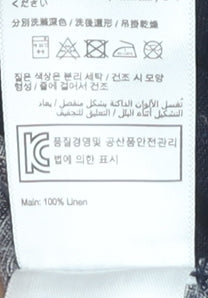 ください
分別洗滌深色 / 洗後還形 / 吊掛乾燥
짙은 색상은 분리 세탁 / 건조 시 모양
형성 / 줄에 걸어서 건조
تغسل الألوان الداكنة بشكل منفصل / يعاد
التشكيل أثناء البلل / التعليق للتجفيف
품질경영및 공산품안전관리
법에 의한 표시
Main: 100% Linen